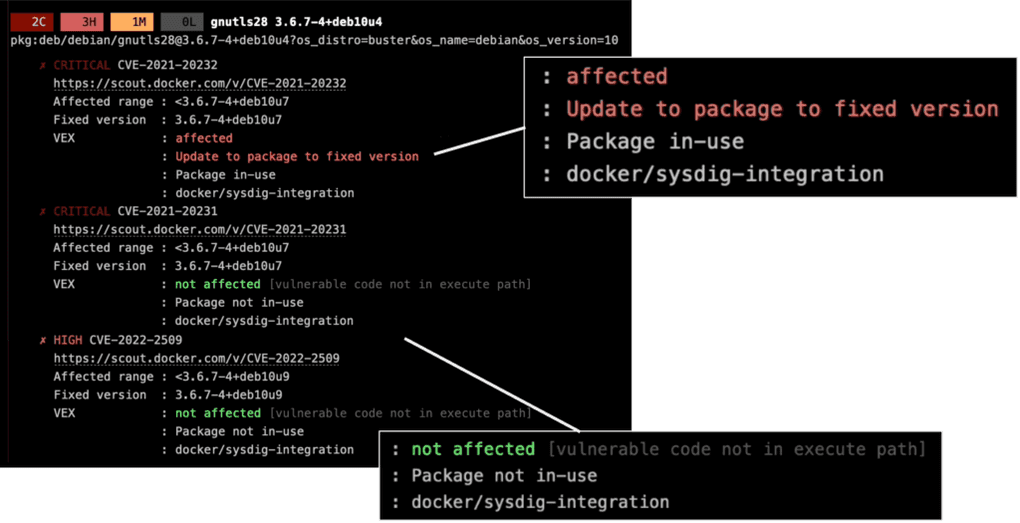 2C 3H 1M 0L gnutls28 3.6.7-4+deb10u4
pkg:deb/debian/gnutls28@3.6.7-4+deb10u4?os_distro=buster&os_name=debian&os_version=10
✗ CRITICAL CVE-2021-20232
https://scout.docker.com/v/CVE-2021-20232
Affected range : <3.6.7-4+deb10u7
Fixed version : 3.6.7-4+deb10u7
VEX : affected
: Update to package to fixed version
: Package in-use
: docker/sysdig-integration
✗ CRITICAL CVE-2021-20231
https://scout.docker.com/v/CVE-2021-20231
Affected range : <3.6.7-4+deb10u7
Fixed version : 3.6.7-4+deb10u7
VEX : not affected [vulnerable code not in execute path]
: Package not in-use
: docker/sysdig-integration
✗ HIGH CVE-2022-2509
https://scout.docker.com/v/CVE-2022-2509
Affected range : <3.6.7-4+deb10u9
Fixed version : 3.6.7-4+deb10u9
VEX : not affected [vulnerable code not in execute path]
: Package not in-use
: docker/sysdig-integration
: affected
: Update to package to fixed version
: Package in-use
: docker/sysdig-integration
: not affected [vulnerable code not in execute path]
: Package not in-use
: docker/sysdig-integration